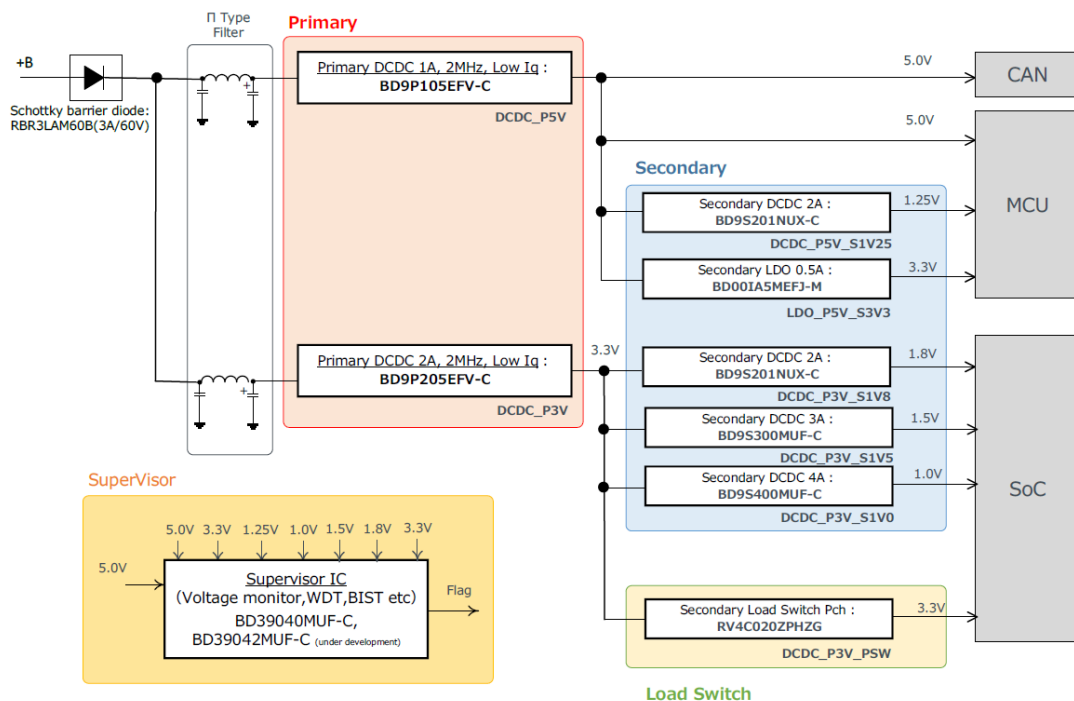 Π Type
Filter
Primary
+B
Primary DCDC 1A, 2MHz, Low Iq :
BD9P105EFV-C
DCDC_P5V
Schottky barrier diode:
RBR3LAM60B(3A/60V)
5.0V
CAN
5.0V
MCU
Secondary
Secondary DCDC 2A :
BD9S201NUX-C
1.25V
DCDC_P5V_S1V25
Secondary LDO 0.5A :
BD00IA5MEFJ-M
3.3V
LDO_P5V_S3V3
Primary DCDC 2A, 2MHz, Low Iq :
BD9P205EFV-C
DCDC_P3V
3.3V
Secondary DCDC 2A :
BD9S201NUX-C
1.8V
DCDC_P3V_S1V8
Secondary DCDC 3A :
BD9S300MUF-C
1.5V
DCDC_P3V_S1V5
Secondary DCDC 4A :
BD9S400MUF-C
1.0V
DCDC_P3V_S1V0
SoC
Secondary Load Switch Pch :
RV4C020ZPHZG
3.3V
DCDC_P3V_PSW
Load Switch
SuperVisor
5.0V 3.3V 1.25V 1.0V 1.5V 1.8V 3.3V
5.0V
Supervisor IC
(Voltage monitor,WDT,BIST etc)
BD39040MUF-C,
BD39042MUF-C (under development)
Flag